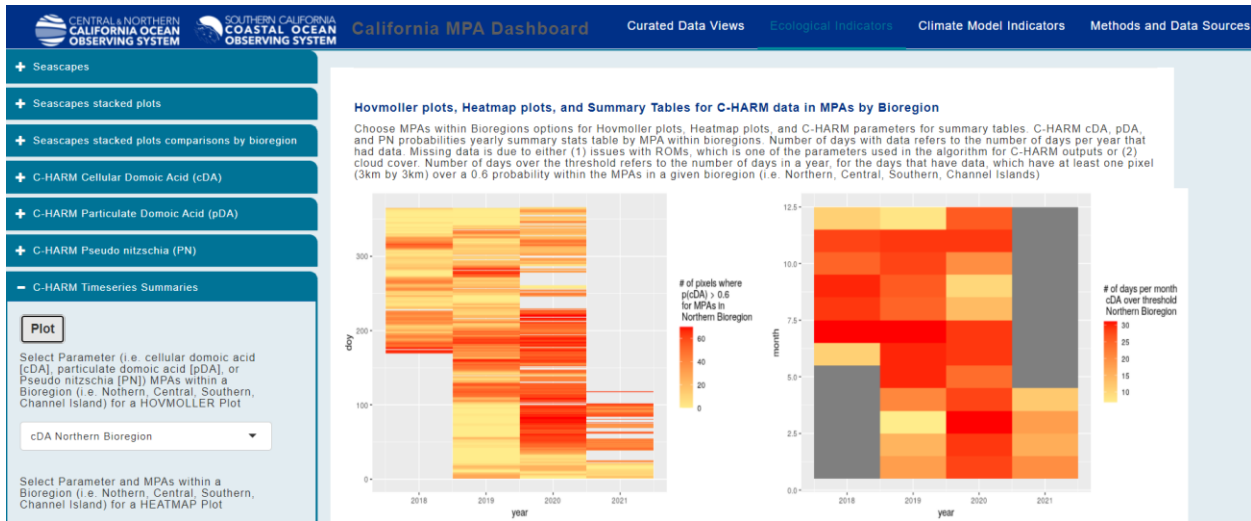 CENTRAL & NORTHERN
CALIFORNIA OCEAN
OBSERVING SYSTEM
SOUTHERN CALIFORNIA
COASTAL OCEAN
OBSERVING SYSTEM
California MPA Dashboard
Curated Data Views
Ecological Indicators
Climate Model Indicators
Methods and Data Sources
+ Seascapes
+ Seascapes stacked plots
+ Seascapes stacked plots comparisons by bioregion
+ C-HARM Cellular Domoic Acid (cDA)
+ C-HARM Particulate Domoic Acid (pDA)
+ C-HARM Pseudo nitzschia (PN)
− C-HARM Timeseries Summaries
Plot
Select Parameter (i.e. cellular domoic acid
[cDA], particulate domoic acid [pDA], or
Pseudo nitzschia [PN]) MPAs within a
Bioregion (i.e. Nothern, Central, Southern,
Channel Island) for a HOVMOLLER Plot
cDA Northern Bioregion
Select Parameter and MPAs within a
Bioregion (i.e. Nothern, Central, Southern,
Channel Island) for a HEATMAP Plot
Hovmoller plots, Heatmap plots, and Summary Tables for C-HARM data in MPAs by Bioregion
Choose MPAs within Bioregions options for Hovmoller plots, Heatmap plots, and C-HARM parameters for summary tables. C-HARM cDA, pDA,
and PN probabilities yearly summary stats table by MPA within bioregions. Number of days with data refers to the number of days per year that
had data. Missing data is due to either (1) issues with ROMs, which is one of the parameters used in the algorithm for C-HARM outputs or (2)
cloud cover. Number of days over the threshold refers to the number of days in a year, for the days that have data, which have at least one pixel
(3km by 3km) over a 0.6 probability within the MPAs in a given bioregion (i.e. Northern, Central, Southern, Channel Islands)
doy
300
200
100
0
2018
2019
2020
2021
year
# of pixels where
p(cDA) > 0.6
for MPAs in
Northern Bioregion
60
40
20
0
month
12.5
10.0
7.5
5.0
2.5
0.0
2018
2019
2020
2021
year
# of days per month
cDA over threshold
Northern Bioregion
30
25
20
15
10